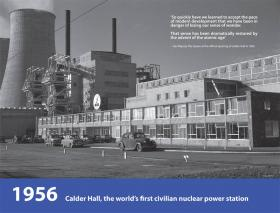 'So quickly have we learned to accept the pace
of modern development that we have been in
danger of losing our sense of wonder.
That sense has been dramatically restored by
the advent of the atomic age'
1956 Calder Hall, the world's first civilian nuclear power station